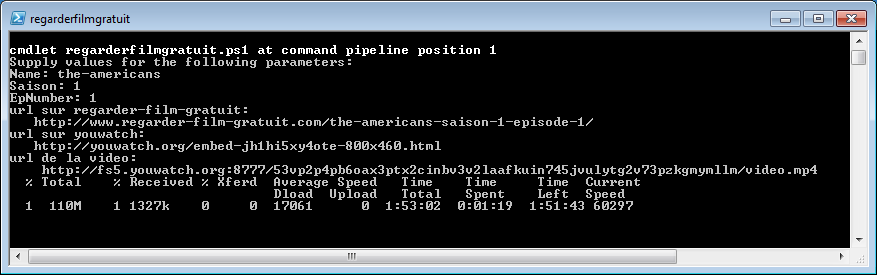 regarderfilmgratuit
cmdlet regarderfilmgratuit.ps1 at command pipeline position 1
Supply values for the following parameters:
Name: the-americans
Saison: 1
EpNumber: 1
url sur regarder-film-gratuit:
http://www.regarder-film-gratuit.com/the-americans-saison-1-episode-1/
url sur youwatch:
http://youwatch.org/embed-jh1hi5xy4ote-800x460.html
url de la video:
http://fs5.youwatch.org:8777/53vp2p4pb6oax3ptx2cinbv3v2laafkuin745jvulytg2v73pzkgmymllm/video.mp4
% Total % Received % Xferd Average Speed Time Time Time Current
Dload Upload Total Spent Left Speed
1 110M 1 1327k 0 0 17061 0 1:53:02 0:01:19 1:51:43 60297